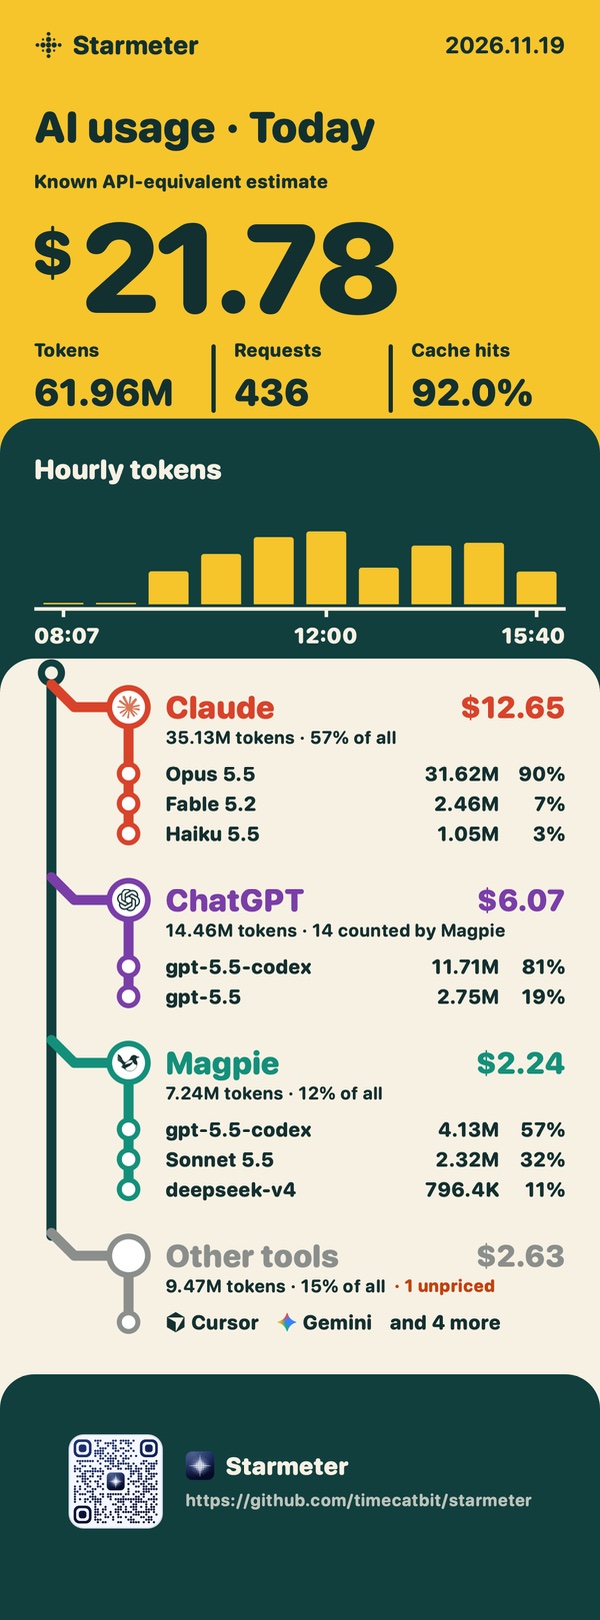 Starmeter 2026.11.19
AI usage · Today
Known API-equivalent estimate
$21.78
Tokens Requests Cache hits
61.96M 436 92.0%
Hourly tokens
08:07 12:00 15:40
Claude $12.65
35.13M tokens · 57% of all
Opus 5.5 31.62M 90%
Fable 5.2 2.46M 7%
Haiku 5.5 1.05M 3%
ChatGPT $6.07
14.46M tokens · 14 counted by Magpie
gpt-5.5-codex 11.71M 81%
gpt-5.5 2.75M 19%
Magpie $2.24
7.24M tokens · 12% of all
gpt-5.5-codex 4.13M 57%
Sonnet 5.5 2.32M 32%
deepseek-v4 796.4K 11%
Other tools $2.63
9.47M tokens · 15% of all · 1 unpriced
Cursor Gemini and 4 more
Starmeter
https://github.com/timecatbit/starmeter